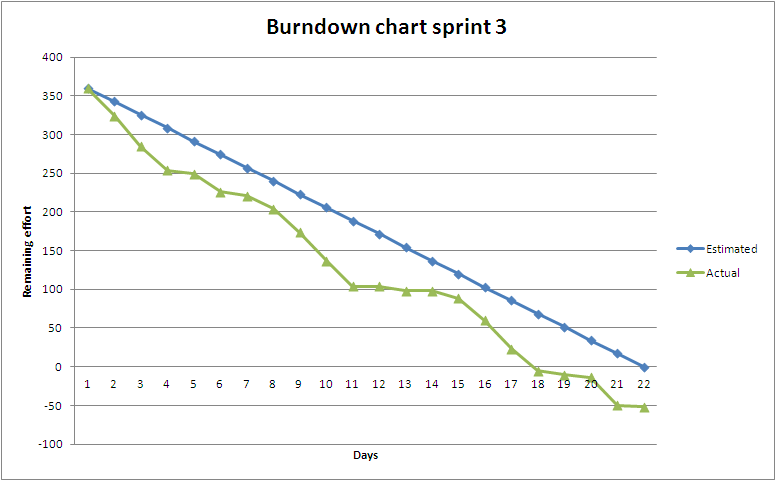 Burndown chart sprint 3
400
350
300
250
200
150
100
50
0
-50
-100
Remaining effort
1 2 3 4 5 6 7 8 9 10 11 12 13 14 15 16 17 18 19 20 21 22
Days
Estimated
Actual